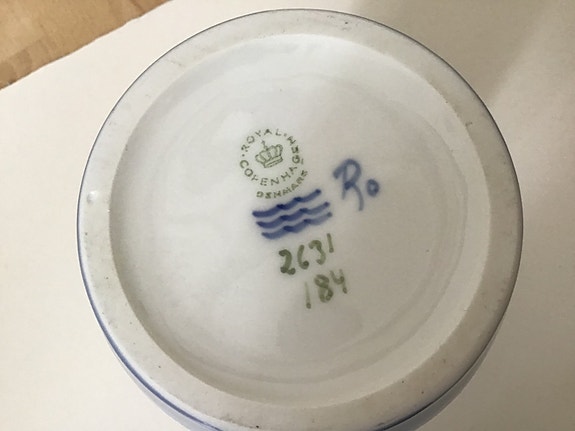 ROYAL COPENHAGEN
DENMARK
Ro
2631
184